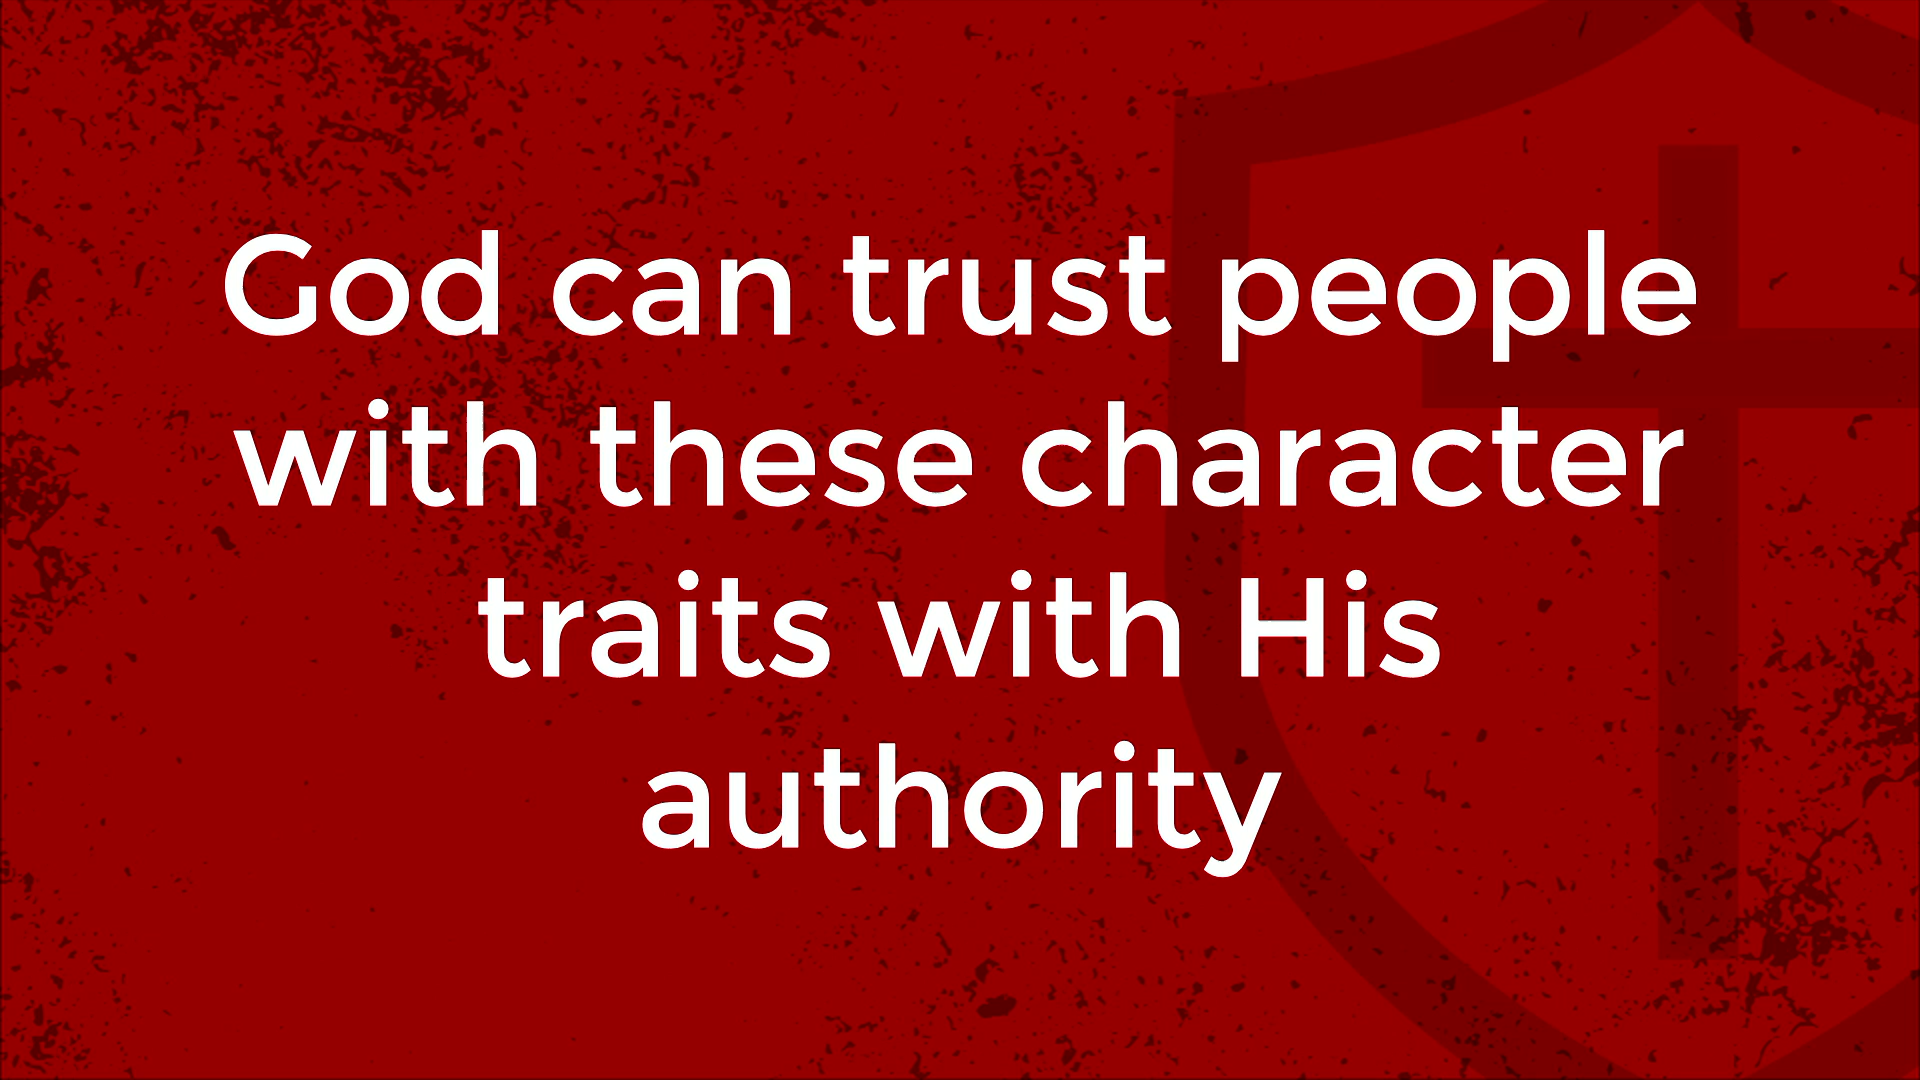 God can trust people
with these character
traits with His
authority